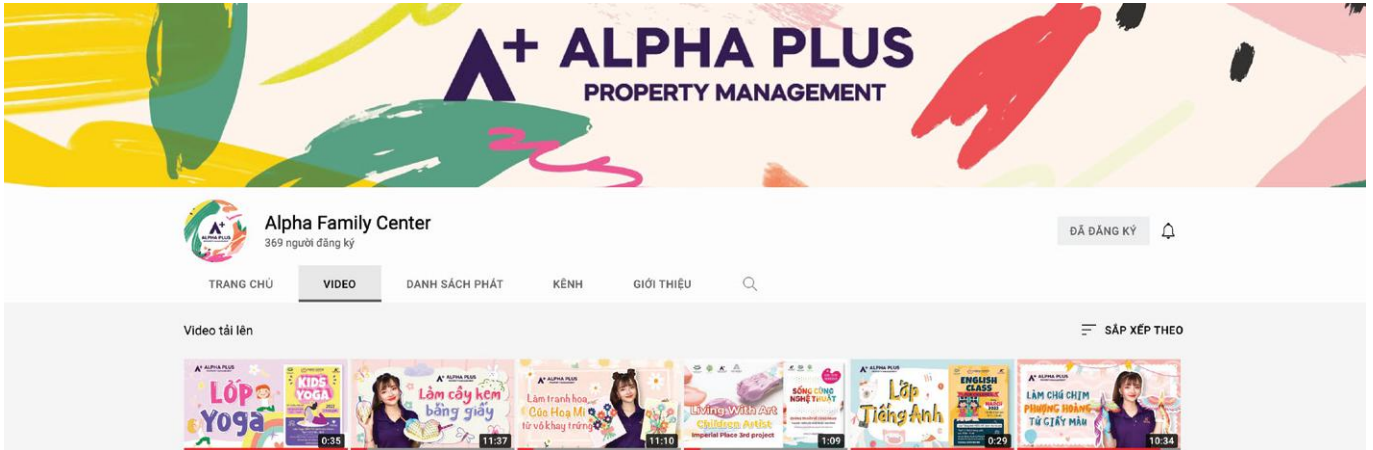 A+ ALPHA PLUS
PROPERTY MANAGEMENT
Alpha Family Center
369 người đăng ký
ĐÃ ĐĂNG KÝ
TRANG CHỦ VIDEO DANH SÁCH PHÁT KÊNH GIỚI THIỆU
Video tải lên
SẮP XẾP THEO
ALPHA PLUS
Lớp
Yoga
KIDS
YOGA
0:35
ALPHA PLUS
Làm cây kem
bằng giấy
11:37
ALPHA PLUS
Làm tranh hoa
Cúc Hoạ Mi
từ vỏ khay trứng
11:10
SỐNG CÙNG
NGHỆ THUẬT
Living With Art
Children Artist
Imperial Place 3rd project
1:09
ALPHA PLUS
Lớp
Tiếng Anh
ENGLISH
CLASS
0:29
ALPHA PLUS
LÀM CHÚ CHIM
PHƯỢNG HOÀNG
TỪ GIẤY MÀU
10:34